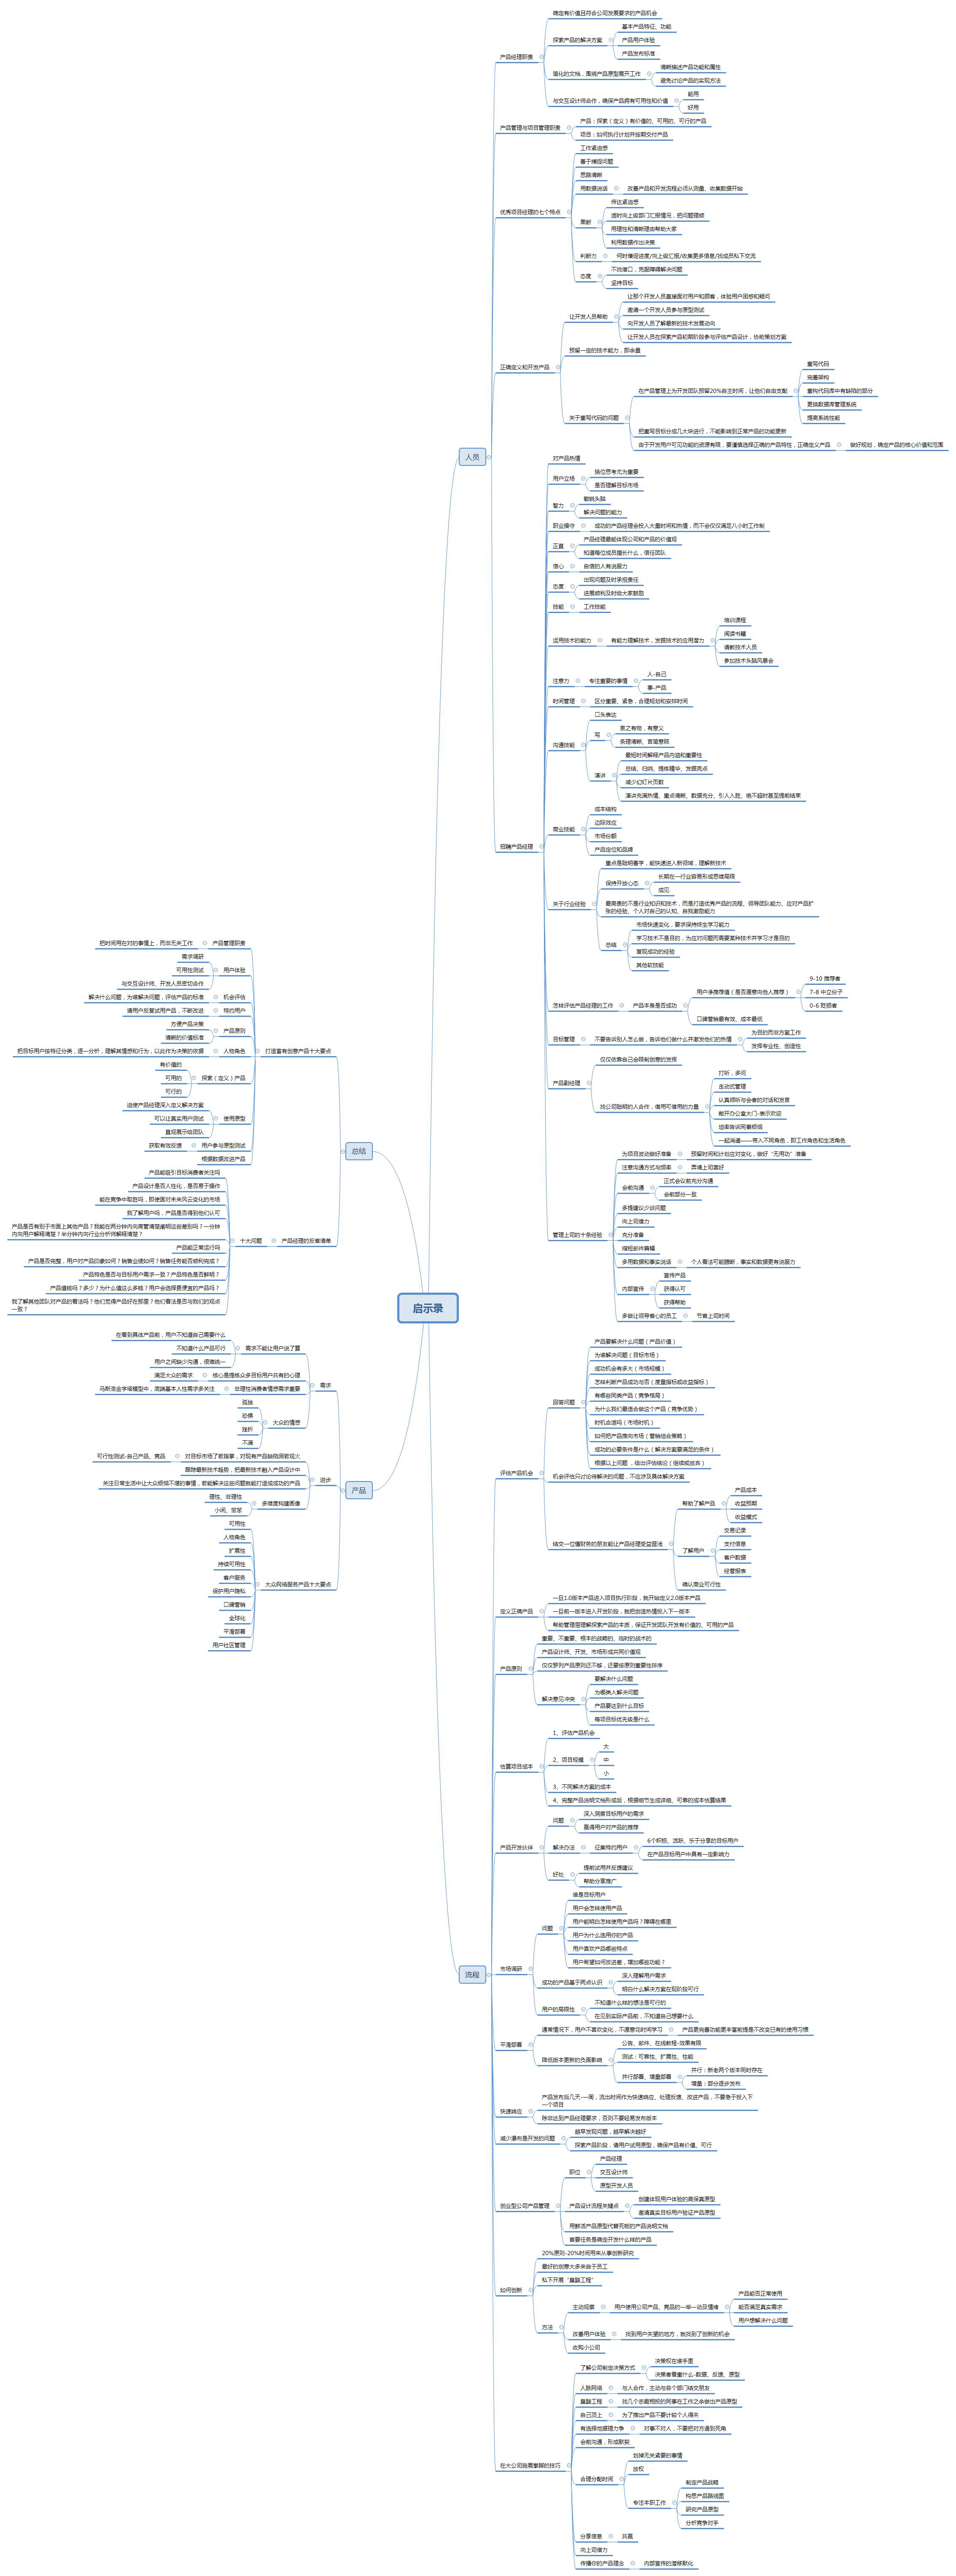 启示录
人员
产品经理职责
确定有价值且符合公司发展要求的产品机会
探索产品的解决方案
基本产品特征、功能
产品用户体验
产品发布标准
简化的文档，围绕产品原型展开工作
清晰描述产品功能和属性
避免讨论产品的实现方法
与交互设计师合作，确保产品拥有可用性和价值
能用
好用
产品管理与项目管理职责
产品：探索（定义）有价值的、可用的、可行的产品
项目：如何执行计划并按期交付产品
优秀项目经理的七个特点
工作紧迫感
善于捕捉问题
思路清晰
用数据说话
改善产品和开发流程必须从测量、收集数据开始
果断
传达紧迫感
适时向上级部门汇报情况，把问题理顺
用理性和清晰理由帮助大家
利用数据作出决策
判断力
何时催促进度/向上级汇报/收集更多信息/找成员私下交流
态度
不找借口，克服障碍解决问题
坚持目标
正确定义和开发产品
让开发人员帮助
让那个开发人员直接面对用户和顾客，体验用户困惑和疑问
邀请一个开发人员参与原型测试
向开发人员了解最新的技术发展动向
让开发人员在探索产品初期阶段参与评估产品设计，协助策划方案
预留一定的技术能力，即余量
关于重写代码的问题
在产品管理上为开发团队预留20%自主时间，让他们自由支配
重写代码
完善架构
重构代码库中有缺陷的部分
更换数据库管理系统
提高系统性能
把重写目标分成几大块进行，不能影响到正常产品的功能更新
由于开发用户可见功能的资源有限，要谨慎选择正确的产品特性，正确定义产品
做好规划，确定产品的核心价值和范围
招聘产品经理
对产品热情
用户立场
换位思考尤为重要
是否理解目标市场
智力
敏锐头脑
解决问题的能力
职业操守
成功的产品经理会投入大量时间和热情，而不会仅仅满足八小时工作制
正直
产品经理最能体现公司和产品的价值观
知道每位成员擅长什么，信任团队
信心
自信的人有说服力
态度
出现问题及时承担责任
进展顺利及时给大家鼓励
技能
工作技能
运用技术的能力
有能力理解技术，发掘技术的应用潜力
培训课程
阅读书籍
请教技术人员
参加技术头脑风暴会
注意力
专注重要的事情
人-自己
事-产品
时间管理
区分重要、紧急，合理规划和安排时间
沟通技能
口头表达
写
言之有物，有意义
条理清晰、言简意赅
演讲
最短时间解释产品内涵和重要性
总结、归纳、提炼精华、发掘亮点
减少幻灯片页数
演讲充满热情、重点清晰、数据充分、引人入胜、绝不超时甚至提前结束
商业技能
成本结构
边际效应
市场份额
产品定位和品牌
关于行业经验
重点是聪明善学，能快速进入新领域，理解新技术
保持开放心态
长期在一行业容易形成思维局段
成见
最高贵的不是行业知识和技术，而是打造优秀产品的流程、领导团队能力、应对产品扩
张的经验、个人对自己的认知、自我激励能力
总结
市场快速变化，要求保持终生学习能力
学习技术不是目的，为应对问题而需要某种技术并学习才是目的
复现成功的经验
其他软技能
怎样评估产品经理的工作
产品本身是否成功
用户净推荐值（是否愿意向他人推荐）
9-10 推荐者
7-8 中立份子
0-6 贬损者
口碑营销最有效、成本最低
目标管理
不要告诉别人怎么做，告诉他们做什么并激发他们的热情
为目的而非方案工作
发挥专业性、创造性
产品副经理
仅仅依靠自己会限制创意的发挥
找公司聪明的人合作，借用可借用的力量
打听，多问
走动式管理
认真倾听与会者的对话和发言
敞开办公室大门-表示欢迎
坦率告诉同事烦恼
一起消遣——带入不同角色，即工作角色和生活角色
管理上司的十条经验
为项目波动做好准备
预留时间和计划应对变化，做好“无用功”准备
注意沟通方式与频率
弄清上司喜好
会前沟通
正式会议前充分沟通
会前部分一致
多提建议少谈问题
向上司借力
充分准备
缩短邮件篇幅
多用数据和事实说话
个人看法可能臆断，事实和数据更有说服力
内部宣传
宣传产品
获得认可
获得帮助
多做让领导省心的员工
节省上司时间
总结
打造富有创意产品十大要点
产品管理职责
把时间用在对的事情上，而非无关工作
用户体验
需求调研
可用性测试
与交互设计师、开发人员密切合作
机会评估
解决什么问题，为谁解决问题，评估产品的标准
特约用户
请用户反复试用产品，不断改进
产品原则
方便产品决策
清晰的价值标准
人物角色
把目标用户按特征分类，逐一分析，理解其情感和行为，以此作为决策的依据
探索（定义）产品
有价值的
可用的
可行的
使用原型
迫使产品经理深入定义解决方案
可以让真实用户测试
直观展示给团队
用户参与原型测试
获取有效反馈
根据数据改进产品
产品经理的反省清单
十大问题
产品能吸引目标消费者关注吗
产品设计是否人性化，是否易于操作
能在竞争中取胜吗，即使面对未来风云变化的市场
我了解用户吗，产品是否得到他们认可
产品是否有别于市面上其他产品？我能在两分钟内向高管清楚阐明这些差别吗？一分钟
内向用户解释清楚？半分钟内向行业分析师解释清楚？
产品能正常运行吗
产品是否完整，用户对产品印象如何？销售业绩如何？销售任务能否顺利完成？
产品特色是否与目标用户需求一致？产品特色是否鲜明？
产品值钱吗？多少？为什么值这么多钱？用户会选择更便宜的产品吗？
我了解其他团队对产品的看法吗？他们觉得产品好在那里？他们看法是否与我们的观点
一致？
产品
需求
需求不能让用户说了算
在看到具体产品前，用户不知道自己需要什么
不知道什么产品可行
用户之间缺少沟通，很难统一
核心是提炼众多目标用户共有的心理
满足大众的需求
非理性消费者情感需求重要
马斯洛金字塔模型中，底端基本人性需求多关注
大众的情感
孤独
恐惧
挫折
不满
进步
对目标市场了若指掌，对现有产品缺陷洞若观火
可行性测试-自己产品、竞品
跟踪最新技术趋势，把最新技术融入产品设计中
关注日常生活中让大众烦恼不堪的事情，若能解决这些问题就能打造成成功的产品
多维度构建画像
理性、非理性
小闲、笨笨
大众网络服务产品十大要点
可用性
人物角色
扩展性
持续可用性
客户服务
保护用户隐私
口碑营销
全球化
平滑部署
用户社区管理
流程
评估产品机会
回答问题
产品要解决什么问题（产品价值）
为谁解决问题（目标市场）
成功机会有多大（市场规模）
怎样判断产品成功与否（度量指标或收益指标）
有哪些同类产品（竞争格局）
为什么我们最适合做这个产品（竞争优势）
时机合适吗（市场时机）
如何把产品推向市场（营销组合策略）
成功的必要条件是什么（解决方案要满足的条件）
根据以上问题，给出评估结论（继续或放弃）
机会评估只讨论待解决的问题，不应涉及具体解决方案
结交一位懂财务的朋友能让产品经理受益匪浅
帮助了解产品
产品成本
收益预期
收益模式
了解用户
交易记录
支付信息
客户数据
经营报表
确认商业可行性
定义正确产品
一旦1.0版本产品进入项目执行阶段，就开始定义2.0版本产品
一旦前一版本进入开发阶段，就把创造热情投入下一版本
帮助管理层理解探索产品的本质，保证开发团队开发有价值的、可用的产品
产品原则
重要、不重要、根本的战略的、临时的战术的
产品设计师、开发、市场形成共同价值观
仅仅罗列产品原则还不够，还要按原则重要性排序
解决意见冲突
要解决什么问题
为哪类人解决问题
产品要达到什么目标
每项目标优先级是什么
估算项目成本
1、评估产品机会
2、项目规模
大
中
小
3、不同解决方案的成本
4、完整产品说明文档形成后，根据细节生成详细、可靠的成本估算结果
产品开发伙伴
问题
深入洞察目标用户的需求
赢得用户对产品的推荐
解决办法
征集特约用户
6个积极、活跃、乐于分享的目标用户
在产品目标用户中具有一定影响力
好处
提前试用并反馈建议
帮助分享推广
市场调研
问题
谁是目标用户
用户会怎样使用产品
用户能明白怎样使用产品吗？障碍在哪里
用户为什么选用你的产品
用户喜欢产品哪些特点
用户希望如何改进差，增加哪些功能？
成功的产品基于两点认识
深入理解用户需求
明白什么解决方案在现阶段可行
用户的局限性
不知道什么样的想法是可行的
在见到实际产品前，不知道自己想要什么
平滑部署
通常情况下，用户不喜欢变化，不愿意花时间学习
产品更完善功能更丰富前提是不改变已有的使用习惯
降低版本更新的负面影响
公告、邮件、在线教程-效果有限
测试：可靠性、扩展性、性能
并行部署、增量部署
并行：新老两个版本同时存在
增量：部分逐步发布
快速响应
产品发布后几天-一周，流出时间作为快速响应、处理反馈、改进产品，不要急于投入下
一个项目
除非达到产品经理要求，否则不要轻易发布版本
减少瀑布是开发的问题
越早发现问题，越早解决越好
探索产品阶段，请用户试用原型，确保产品有价值、可行
创业型公司产品管理
职位
产品经理
交互设计师
原型开发人员
产品设计流程关键点
创建体现用户体验的高保真原型
邀请真实目标用户验证产品原型
用鲜活产品原型代替死板的产品说明文档
首要任务是确定开发什么样的产品
如何创新
20%原则-20%时间用来从事创新研究
最好的创意大多来自于员工
私下开展“臭鼬工程”
方法
主动观察
用户使用公司产品、竞品的一举一动及情绪
产品能否正常使用
能否满足真实需求
用户想解决什么问题
改善用户体验
找到用户失望的地方，就找到了创新的机会
收购小公司
在大公司施展拳脚的技巧
了解公司制定决策方式
决策权在谁手里
决策者看重什么-数据、反馈、原型
人脉网络
与人合作，主动与各个部门结交朋友
臭鼬工程
找几个志趣相投的同事在工作之余做出产品原型
自己顶上
为了推出产品不要计较个人得失
有选择地据理力争
对事不对人，不要把对方逼到死角
会前沟通，形成默契
合理分配时间
划掉无关紧要的事情
放权
专注本职工作
制定产品战略
构思产品路线图
研究产品原型
分析竞争对手
分享信息
共赢
向上司借力
传播你的产品理念
内部宣传的潜移默化